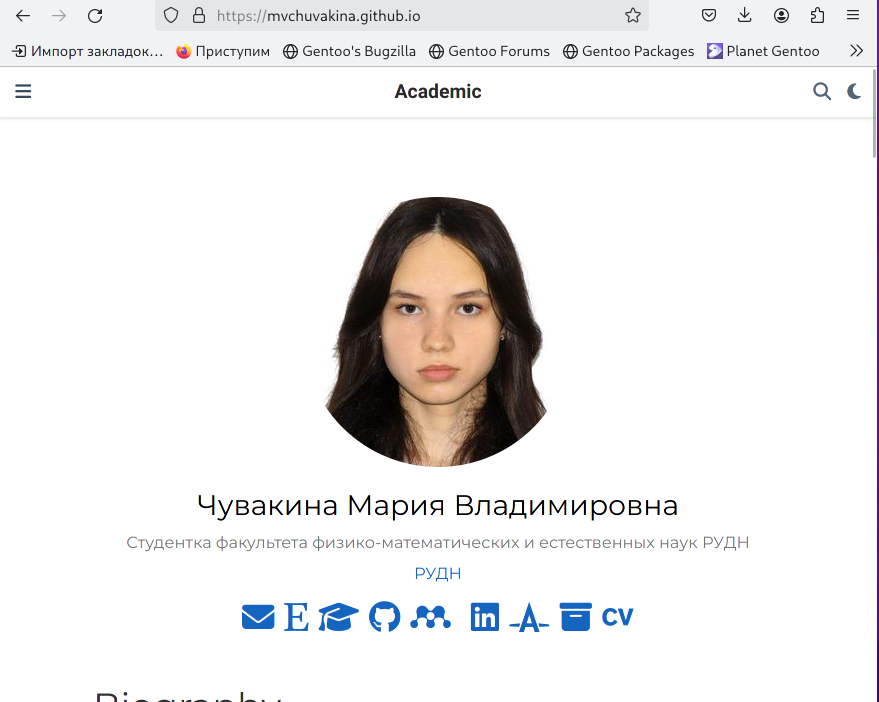 https://mvchuvakina.github.io
Импорт закладок… Приступим Gentoo's Bugzilla Gentoo Forums Gentoo Packages Planet Gentoo
Academic
Чувакина Мария Владимировна
Студентка факультета физико-математических и естественных наук РУДН
РУДН
E CV
Biography